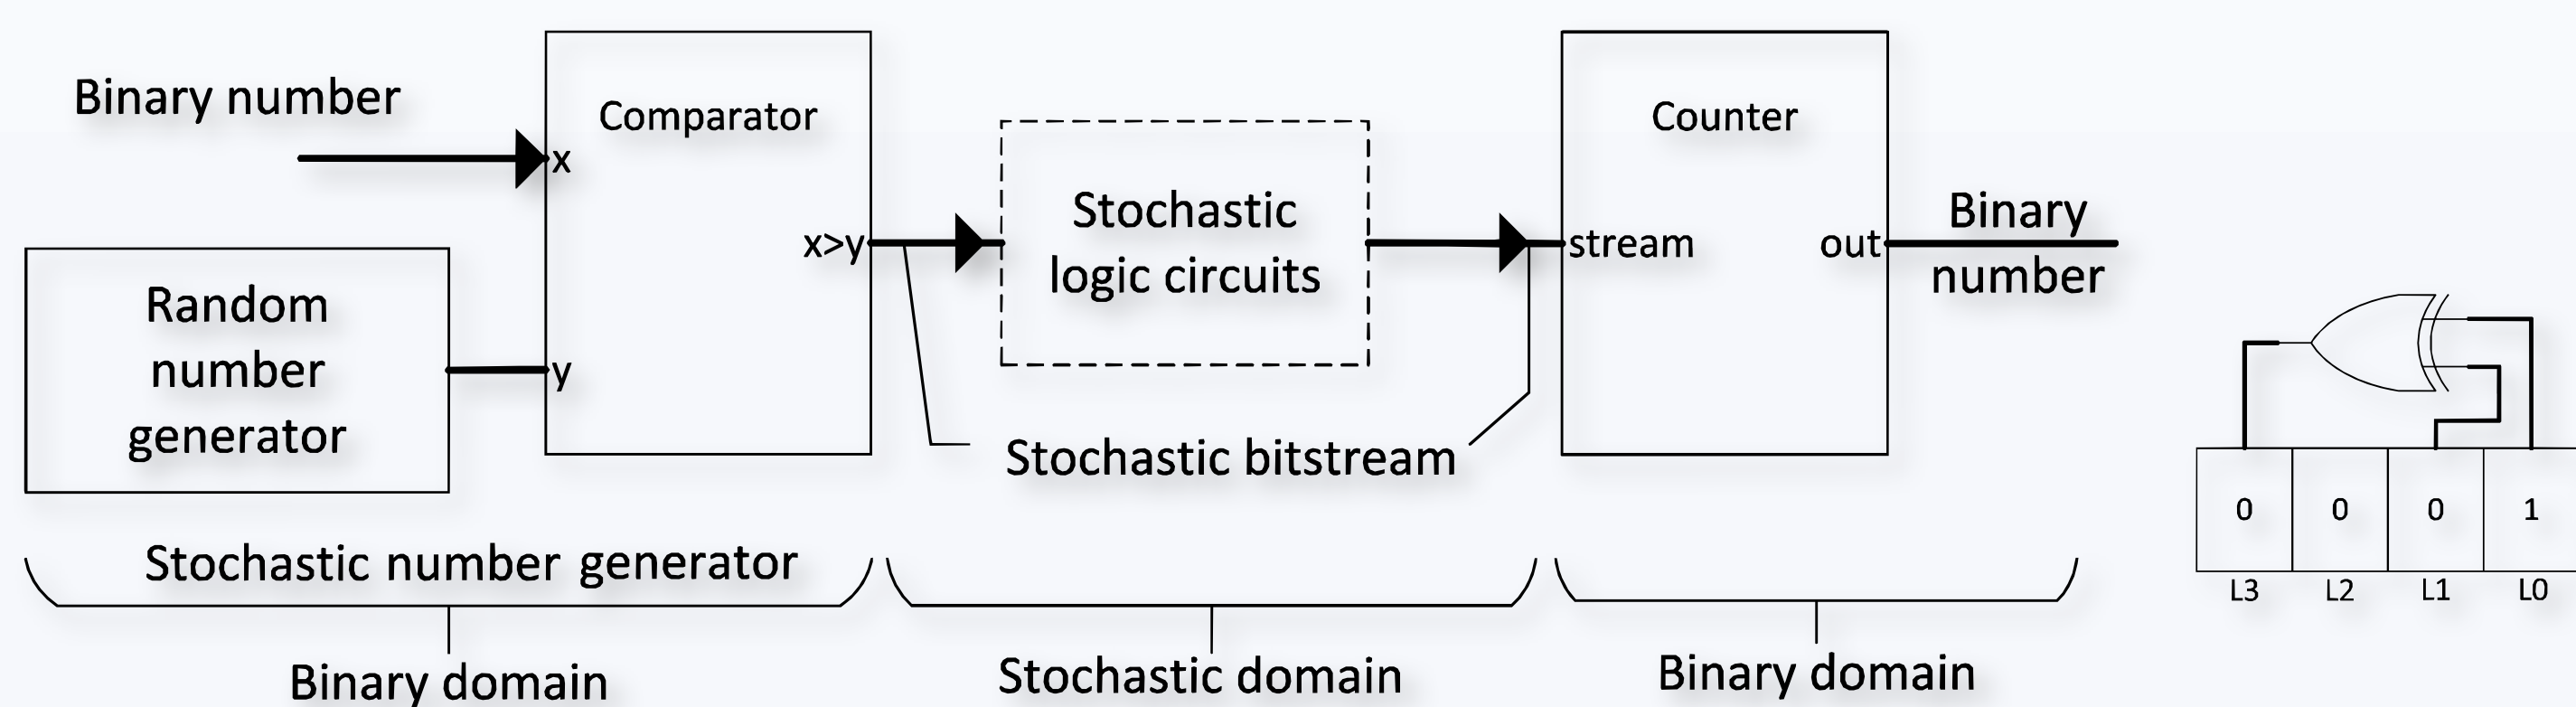 Binary number
x
Comparator
x>y
Random
number
generator
y
Stochastic number generator
Binary domain
Stochastic
logic circuits
Stochastic bitstream
Stochastic domain
Counter
stream
out
Binary
number
Binary domain
0 0 0 1
L3 L2 L1 L0